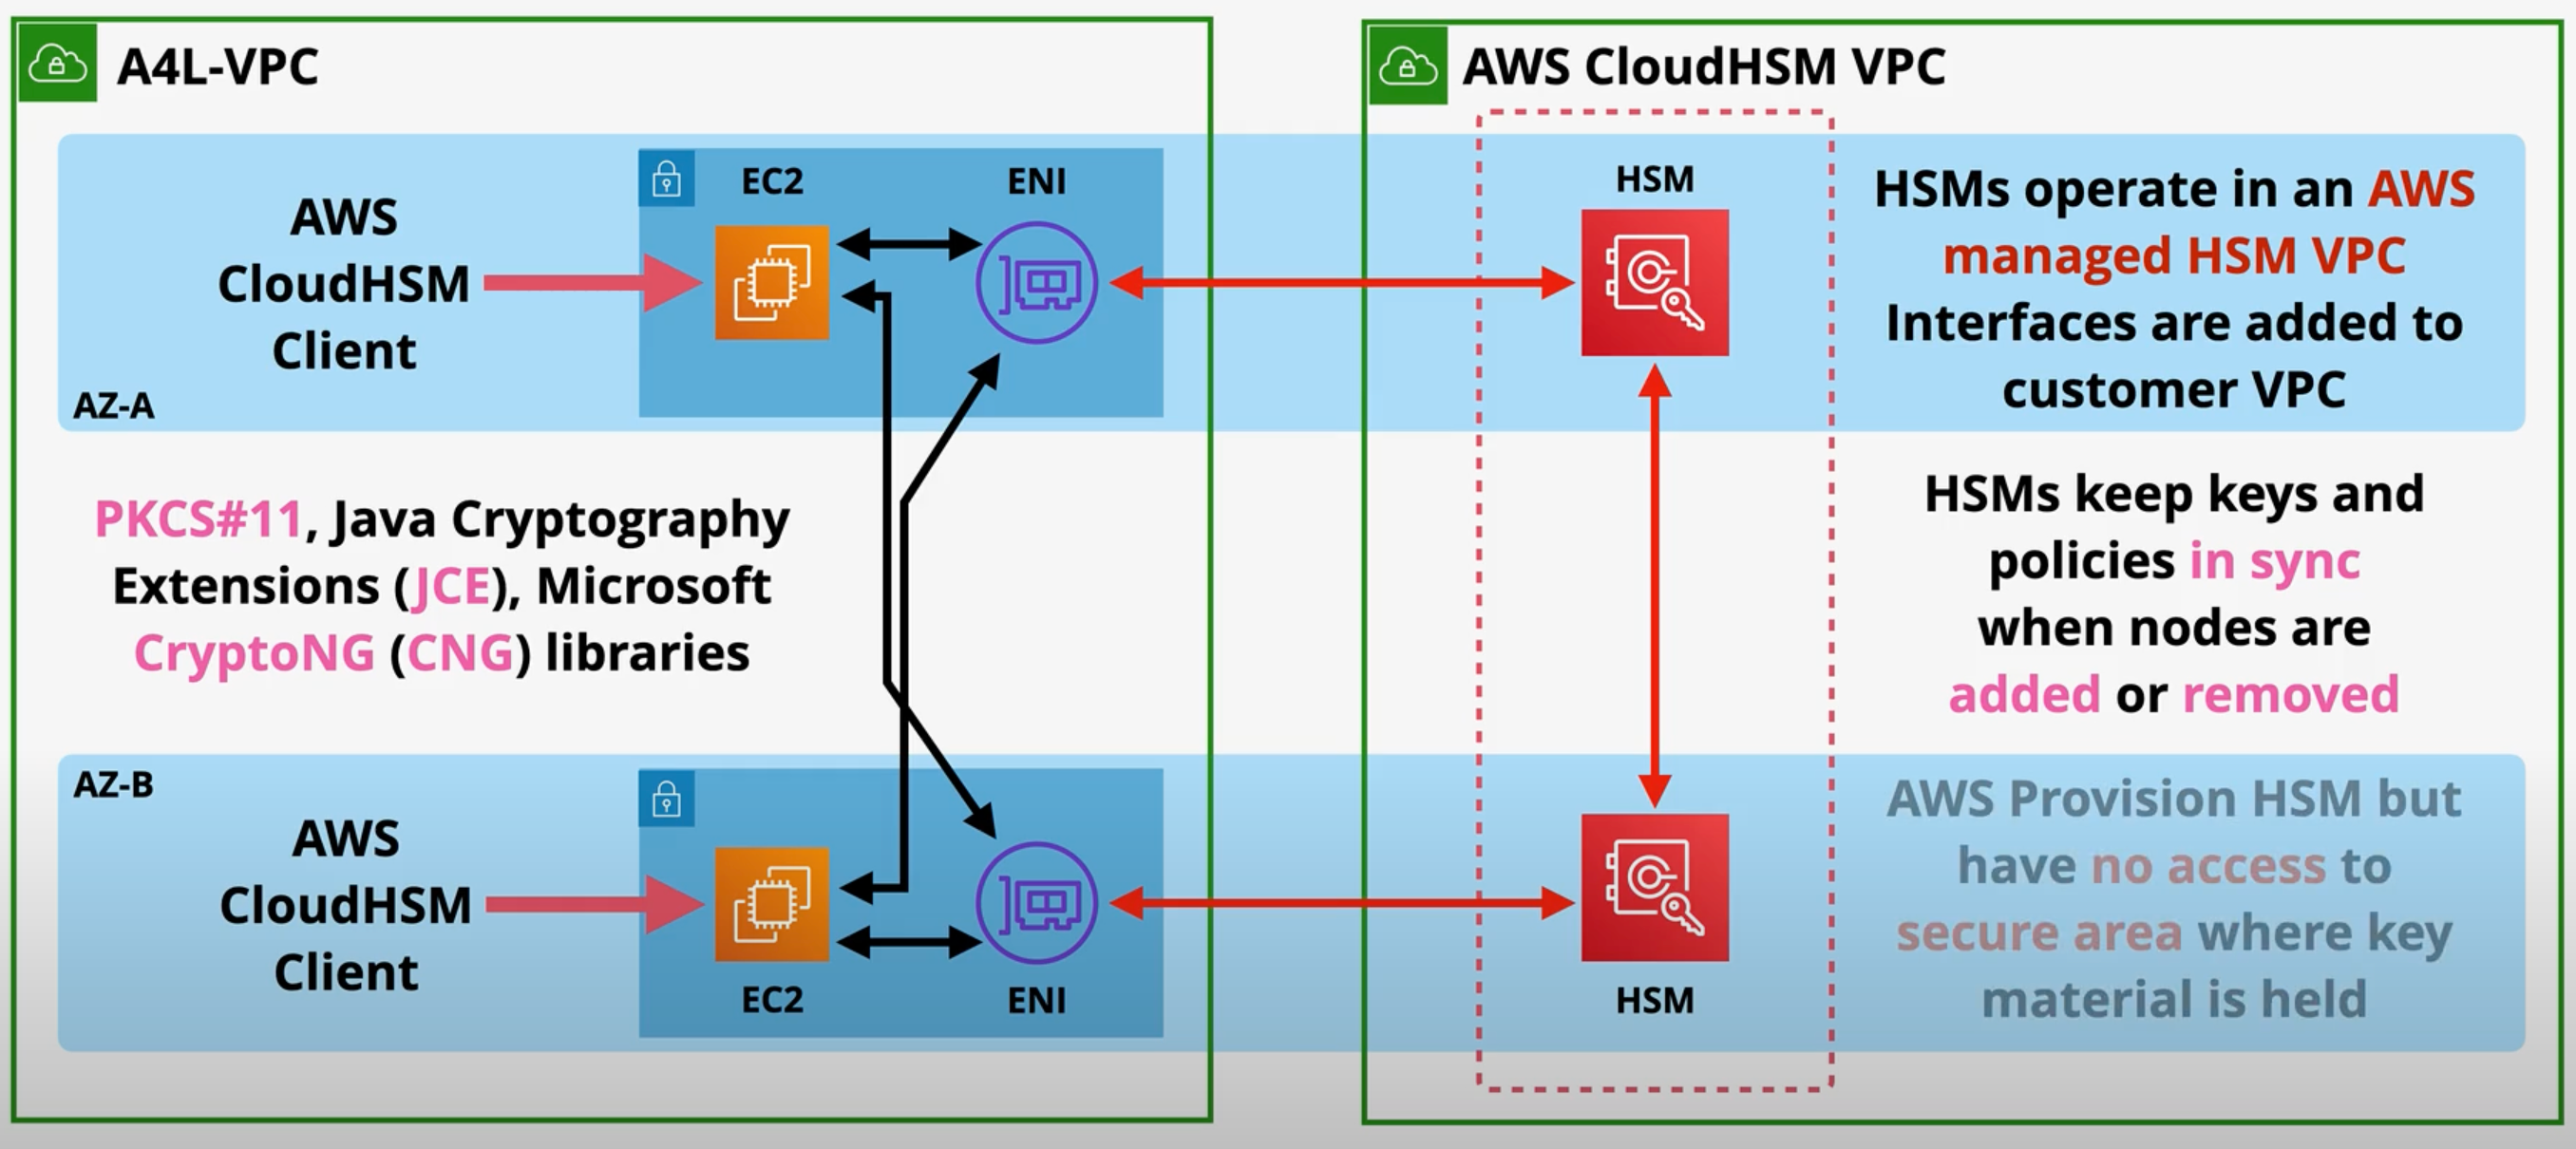 A4L-VPC
AWS CloudHSM VPC
AWS
CloudHSM
Client
AZ-A
EC2
ENI
HSM
HSMs operate in an AWS
managed HSM VPC
Interfaces are added to
customer VPC
PKCS#11, Java Cryptography
Extensions (JCE), Microsoft
CryptoNG (CNG) libraries
HSMs keep keys and
policies in sync
when nodes are
added or removed
AZ-B
AWS
CloudHSM
Client
EC2
ENI
HSM
AWS Provision HSM but
have no access to
secure area where key
material is held